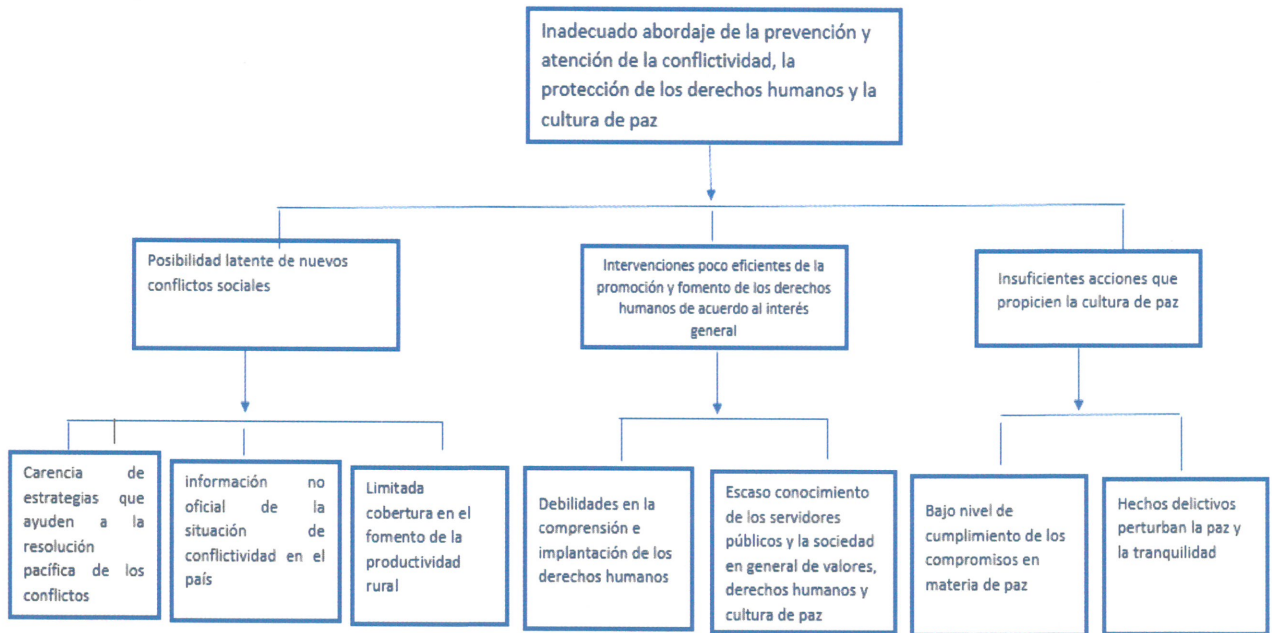 Inadecuado abordaje de la prevención y
atención de la conflictividad, la
protección de los derechos humanos y la
cultura de paz
Posibilidad latente de nuevos
conflictos sociales
Intervenciones poco eficientes de la
promoción y fomento de los derechos
humanos de acuerdo al interés
general
Insuficientes acciones que
propicien la cultura de paz
Carencia de
estrategias que
ayuden a la
resolución
pacífica de los
conflictos
información no
oficial de la
situación de
conflictividad en el
país
Limitada
cobertura en el
fomento de la
productividad
rural
Debilidades en la
comprensión e
implantación de los
derechos humanos
Escaso conocimiento
de los servidores
públicos y la sociedad
en general de valores,
derechos humanos y
cultura de paz
Bajo nivel de
cumplimiento de los
compromisos en
materia de paz
Hechos delictivos
perturban la paz y
la tranquilidad